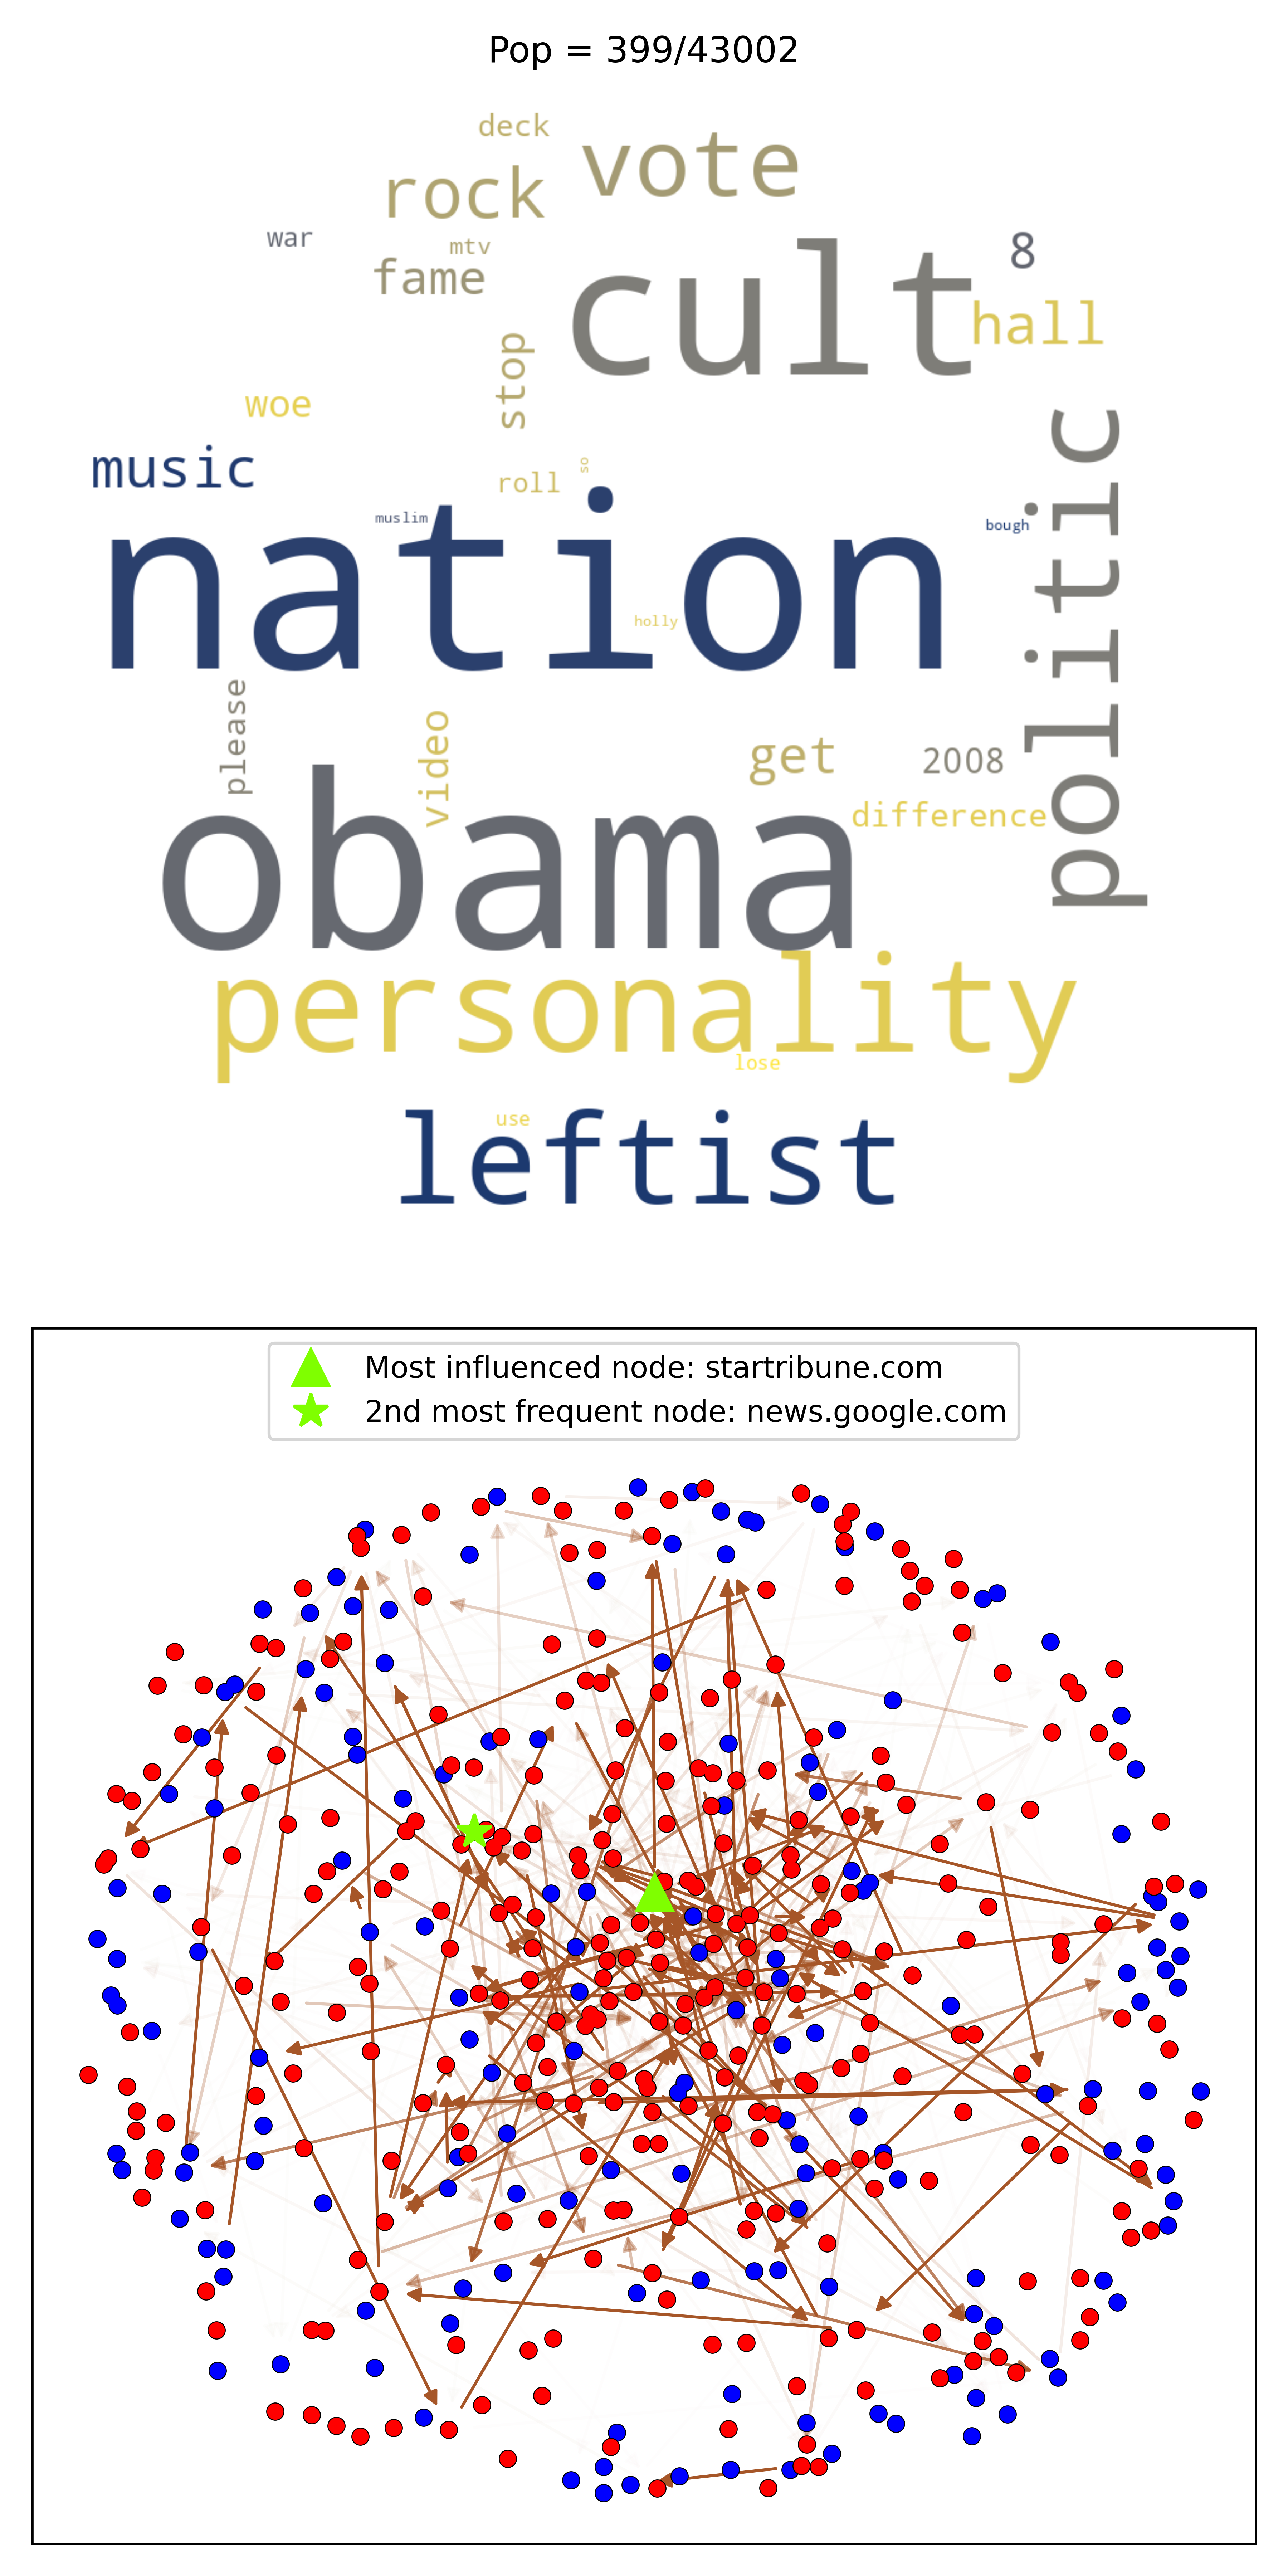 Pop = 399/43002
deck
vote
rock
war
mtv
8
fame
cult
hall
stop
woe
music
roll
so
politic
muslim
bough
nation
holly
please
video
get
2008
difference
obama
personality
lose
use
leftist
Most influenced node: startribune.com
2nd most frequent node: news.google.com